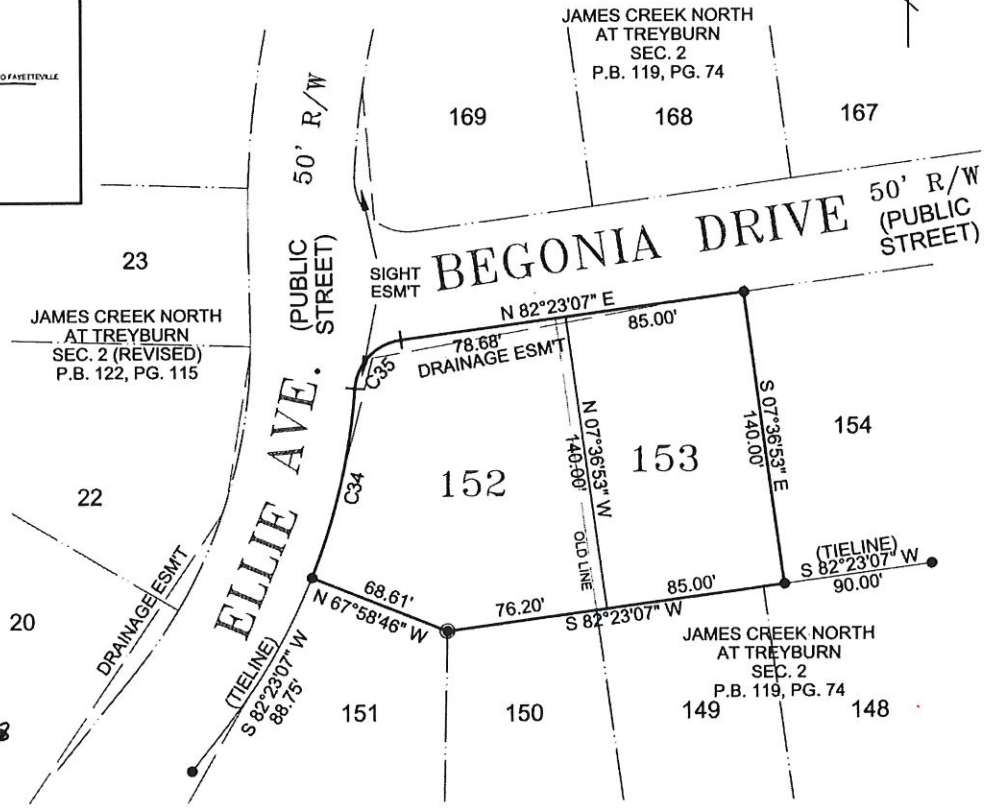 JAMES CREEK NORTH
AT TREYBURN
SEC. 2
P.B. 119, PG. 74
O FAYETTEVILLE
169
168
167
50' R/W
50' R/W
(PUBLIC
STREET)
BEGONIA DRIVE
23
(PUBLIC
STREET)
SIGHT
ESM'T
JAMES CREEK NORTH
AT TREYBURN
SEC. 2 (REVISED)
P.B. 122, PG. 115
N 82°23'07" E
78.68'
85.00'
DRAINAGE ESM'T
C35
ELLIE AVE.
C34
N 07°36'53" W
140.00'
S 07°36'53" E
140.00'
152
153
154
22
OLD LINE
(TIELINE)
S 82°23'07" W
90.00'
68.61'
N 67°58'46" W
76.20'
85.00'
S 82°23'07" W
20
DRAINAGE ESM'T
(TIELINE)
S 82°23'07" W
88.75'
JAMES CREEK NORTH
AT TREYBURN
SEC. 2
P.B. 119, PG. 74
151
150
149
148